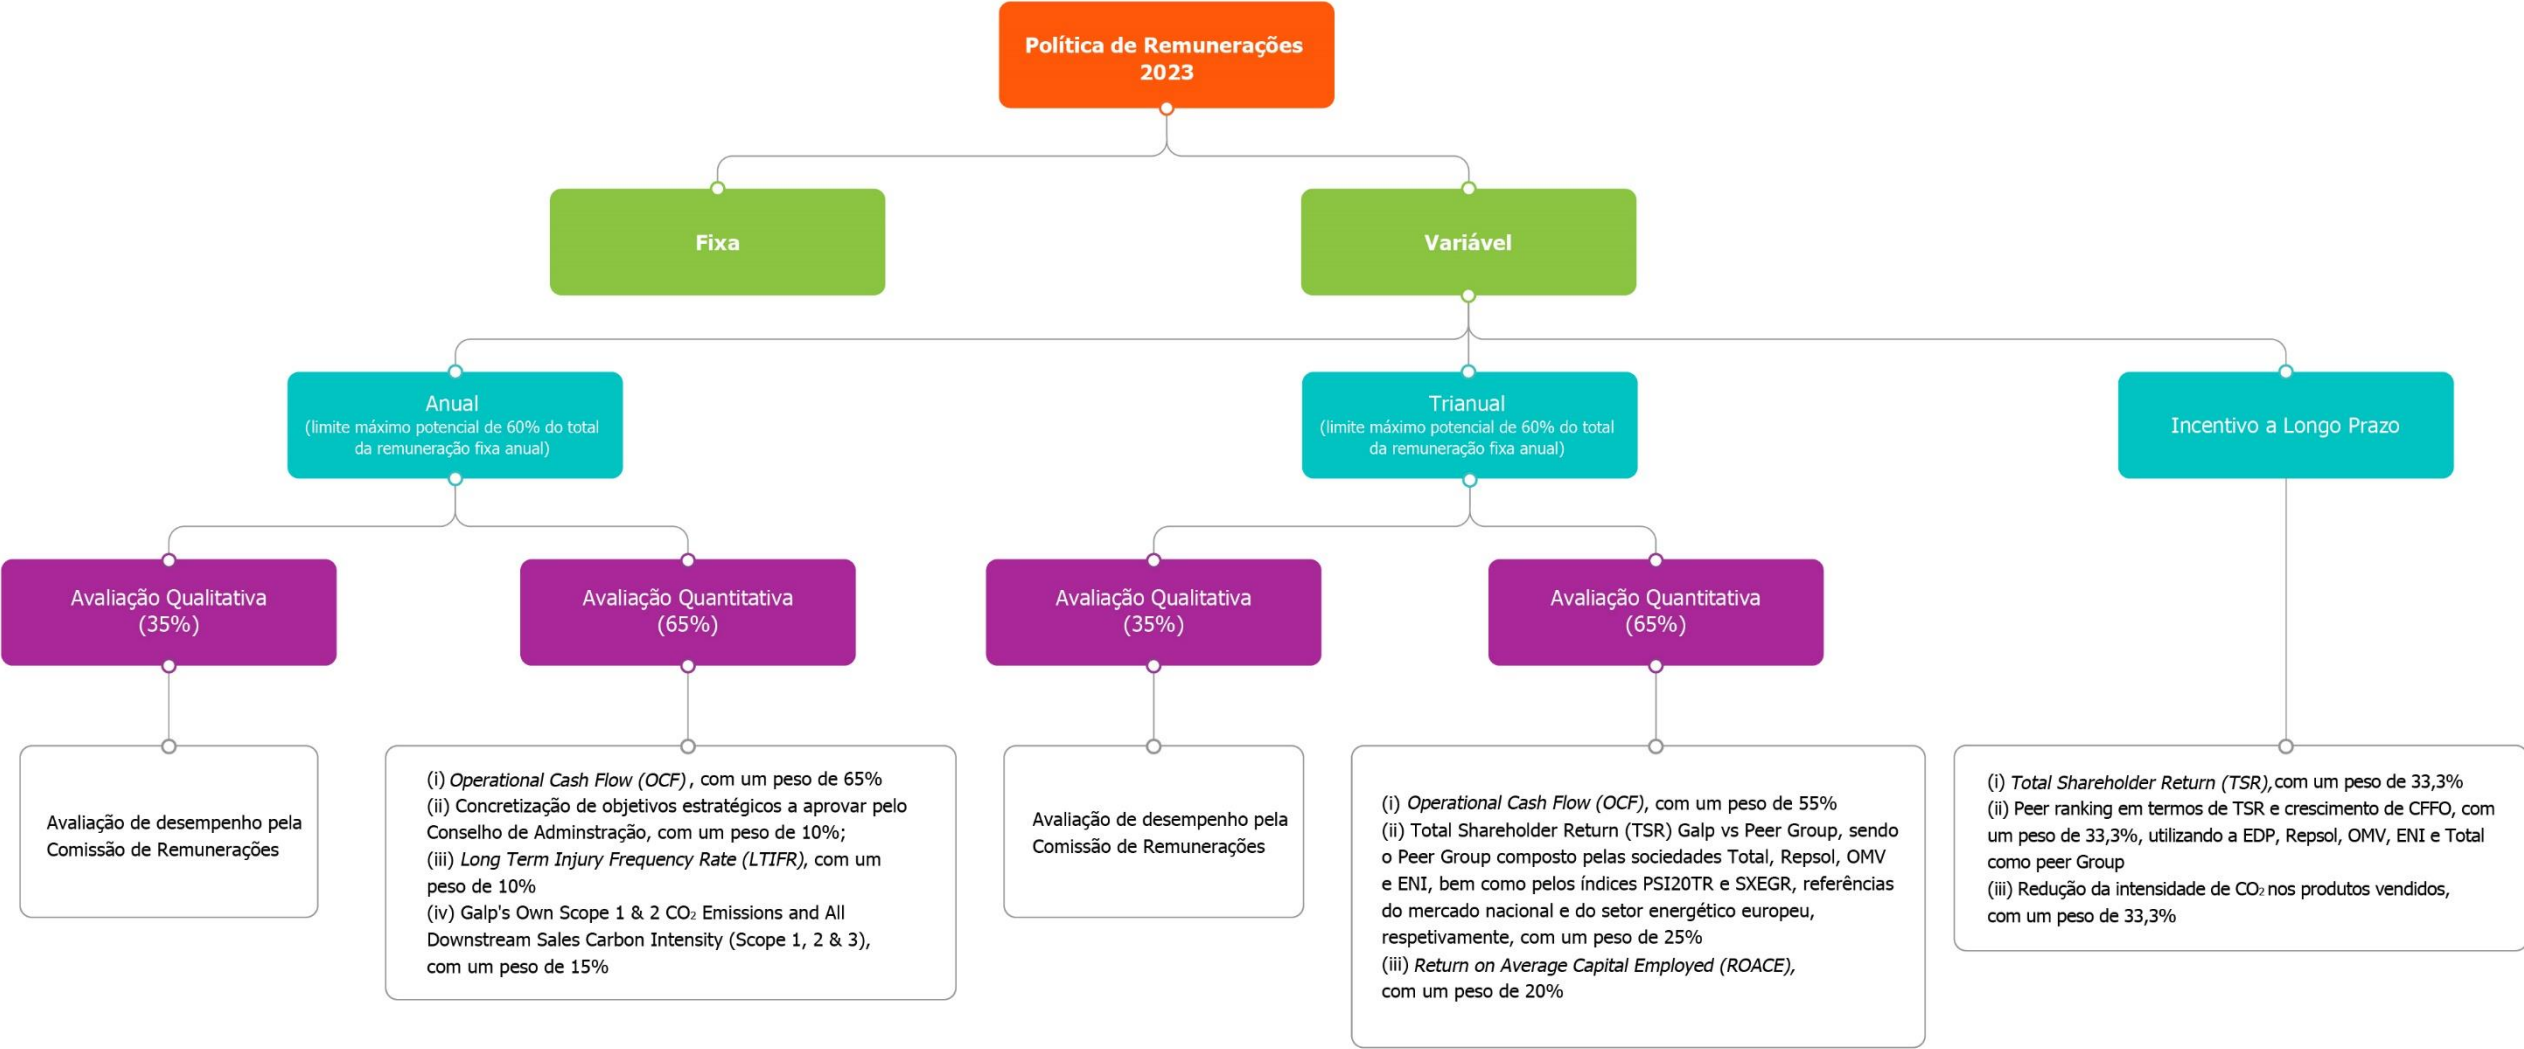 Política de Remunerações
2023
Fixa
Variável
Anual
(limite máximo potencial de 60% do total
da remuneração fixa anual)
Trianual
(limite máximo potencial de 60% do total
da remuneração fixa anual)
Incentivo a Longo Prazo
Avaliação Qualitativa
(35%)
Avaliação Quantitativa
(65%)
Avaliação Qualitativa
(35%)
Avaliação Quantitativa
(65%)
Avaliação de desempenho pela
Comissão de Remunerações
(i) Operational Cash Flow (OCF), com um peso de 65%
(ii) Concretização de objetivos estratégicos a aprovar pelo
Conselho de Adminstração, com um peso de 10%;
(iii) Long Term Injury Frequency Rate (LTIFR), com um
peso de 10%
(iv) Galp's Own Scope 1 & 2 CO₂ Emissions and All
Downstream Sales Carbon Intensity (Scope 1, 2 & 3),
com um peso de 15%
Avaliação de desempenho pela
Comissão de Remunerações
(i) Operational Cash Flow (OCF), com um peso de 55%
(ii) Total Shareholder Return (TSR) Galp vs Peer Group, sendo
o Peer Group composto pelas sociedades Total, Repsol, OMV
e ENI, bem como pelos índices PSI20TR e SXEGR, referências
do mercado nacional e do setor energético europeu,
respetivamente, com um peso de 25%
(iii) Return on Average Capital Employed (ROACE),
com um peso de 20%
(i) Total Shareholder Return (TSR), com um peso de 33,3%
(ii) Peer ranking em termos de TSR e crescimento de CFFO, com
um peso de 33,3%, utilizando a EDP, Repsol, OMV, ENI e Total
como peer Group
(iii) Redução da intensidade de CO₂ nos produtos vendidos,
com um peso de 33,3%